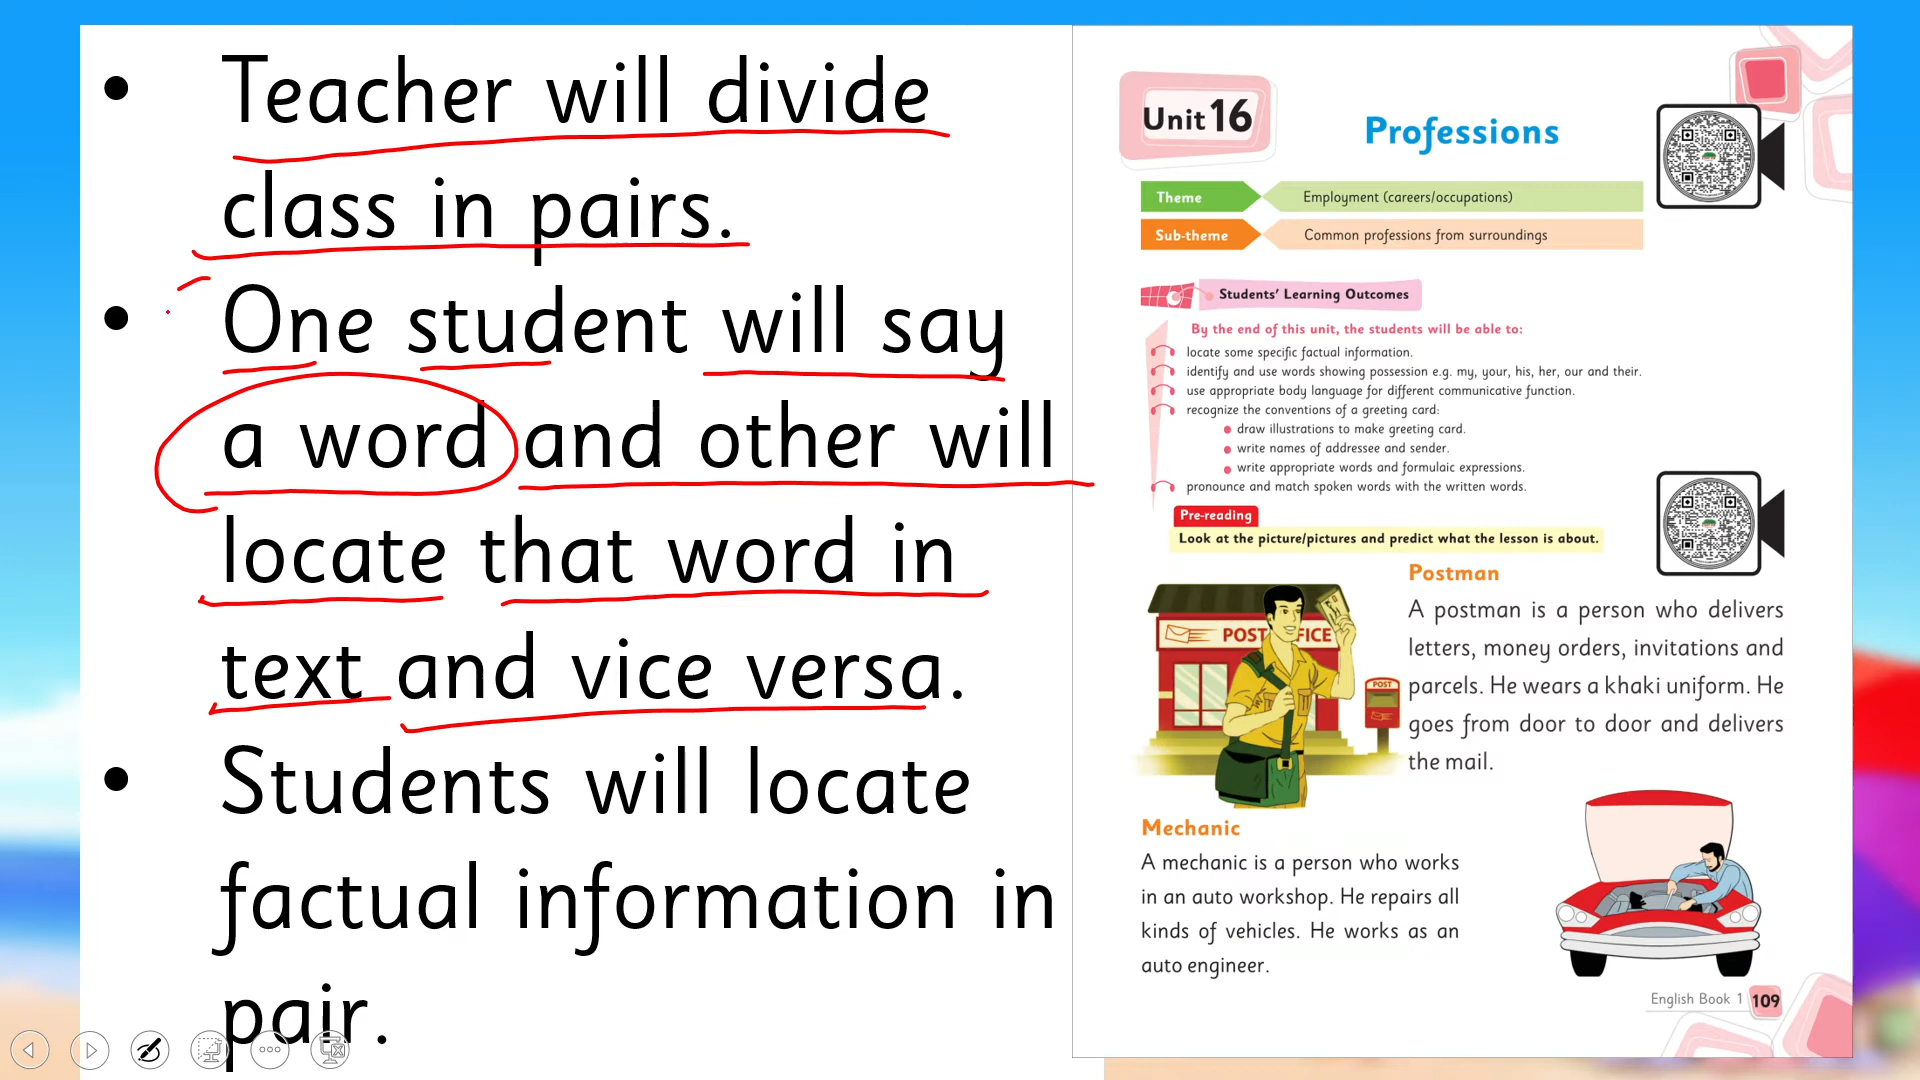 • Teacher will divide
class in pairs.
• One student will say
a word and other will
locate that word in
text and vice versa.
• Students will locate
factual information in
pair.
Unit 16
Professions
Theme
Employment (careers/occupations)
Sub-theme
Common professions from surroundings
Students' Learning Outcomes
By the end of this unit, the students will be able to:
locate some specific factual information.
identify and use words showing possession e.g. my, your, his, her, our and their.
use appropriate body language for different communicative function.
recognize the conventions of a greeting card:
• draw illustrations to make greeting card.
• write names of addressee and sender.
• write appropriate words and formulaic expressions.
pronounce and match spoken words with the written words.
Pre-reading
Look at the picture/pictures and predict what the lesson is about.
POST FICE
POST
Postman
A postman is a person who delivers
letters, money orders, invitations and
parcels. He wears a khaki uniform. He
goes from door to door and delivers
the mail.
Mechanic
A mechanic is a person who works
in an auto workshop. He repairs all
kinds of vehicles. He works as an
auto engineer.
English Book 1 109